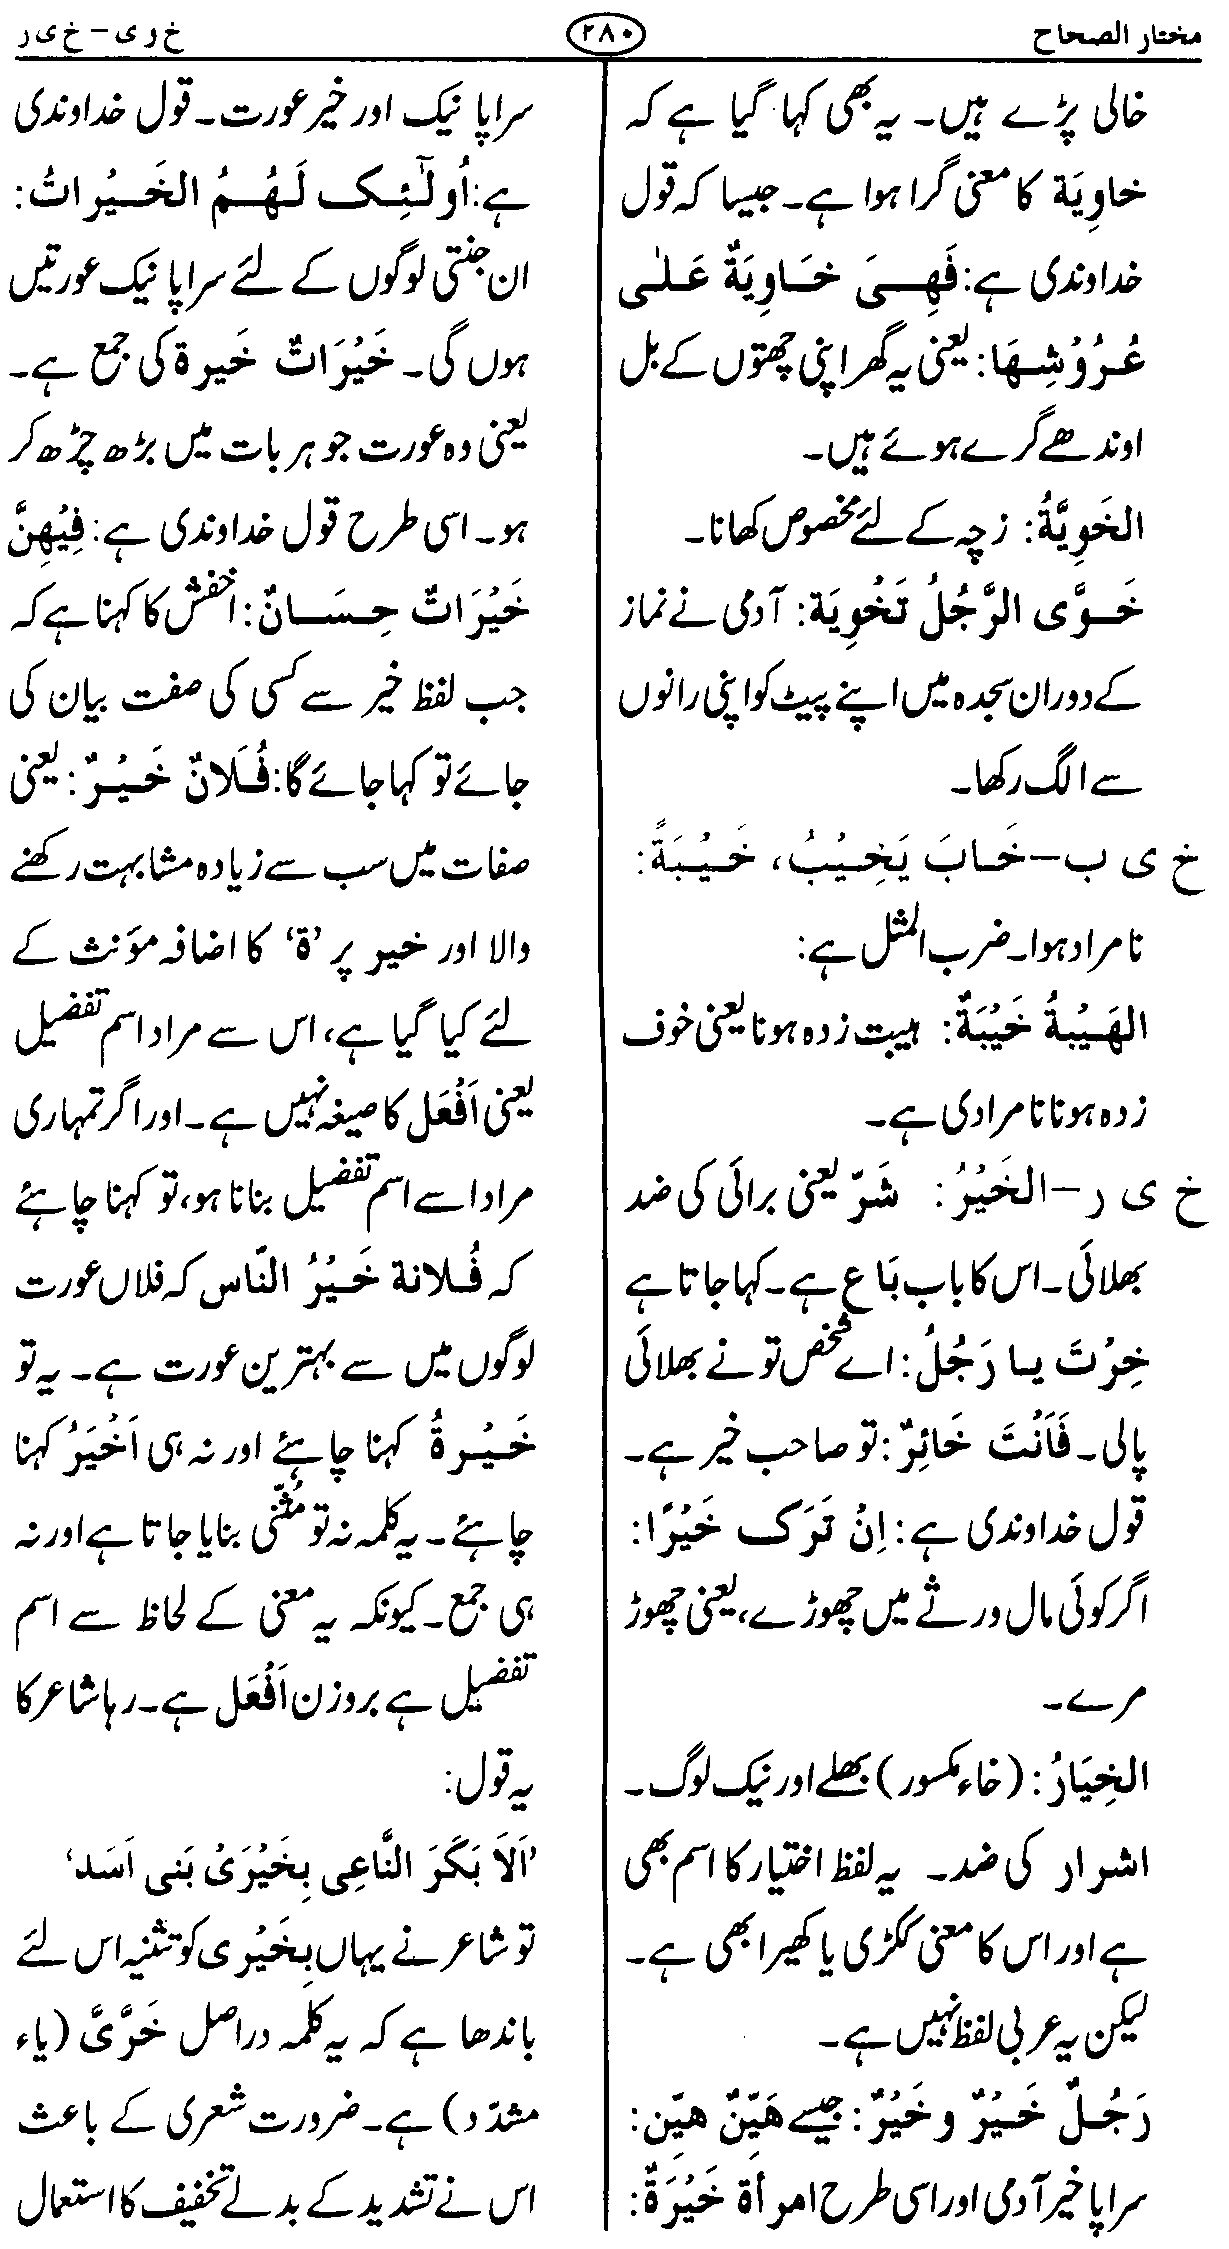 مختار الصحاح ۲۸۰ خ و ی – خ ی ر
خالی پڑے ہیں۔ یہ بھی کہا گیا ہے کہ
خاوِیَة کا معنی گرا ہوا ہے۔ جیسا کہ قول
خداوندی ہے: فَهِيَ خَاوِيَةٌ عَلٰى
عُرُوْشِهَا: یعنی یہ گھر اپنی چھتوں کے بل
اوندھے گرے ہوئے ہیں۔
الخَوِيَّةُ: زچہ کے لئے مخصوص کھانا۔
خَوَّى الرَّجُلُ تَخْوِيَة: آدمی نے نماز
کے دوران سجدہ میں اپنے پیٹ کو اپنی رانوں
سے الگ رکھا۔
خ ی ب – خَابَ يَخِيْبُ، خَيْبَةً:
نامراد ہوا۔ ضرب المثل ہے:
الهَيْبَةُ خَيْبَةٌ: ہیبت زدہ ہونا یعنی خوف
زدہ ہونا نامرادی ہے۔
خ ی ر – الخَيْرُ: شَرّ یعنی برائی کی ضد
بھلائی۔ اس کا باب بَاع ہے۔ کہا جاتا ہے
خِرْتَ يا رَجُلُ: اے شخص تو نے بھلائی
پالی۔ فَاَنْتَ خَائِرٌ: تو صاحب خیر ہے۔
قول خداوندی ہے: اِنْ تَرَكَ خَيْرًا:
اگر کوئی مال ورثے میں چھوڑے، یعنی چھوڑ
مرے۔
الخِيَارُ: (خاء مکسور) بھلے اور نیک لوگ۔
اشرار کی ضد۔ یہ لفظ اختیار کا اسم بھی
ہے اور اس کا معنی ککڑی یا کھیرا بھی ہے۔
لیکن یہ عربی لفظ نہیں ہے۔
رَجُلٌ خَيْرٌ و خَيْرٌ: جیسے هَيِّنٌ هيِّن:
سراپا خیر آدمی اور اسی طرح امرأة خَيْرَةٌ:
سراپا نیک اور خیر عورت۔ قول خداوندی
ہے: اُولٰٓئِكَ لَهُمُ الخَيْراتُ:
ان جنتی لوگوں کے لئے سراپا نیک عورتیں
ہوں گی۔ خَيْرَاتٌ خَيرة کی جمع ہے۔
یعنی وہ عورت جو ہر بات میں بڑھ چڑھ کر
ہو۔ اسی طرح قول خداوندی ہے: فِيْهِنَّ
خَيْرَاتٌ حِسَانٌ: اخفش کا کہنا ہے کہ
جب لفظ خیر سے کسی کی صفت بیان کی
جائے تو کہا جائے گا: فُلَانٌ خَيْرٌ: یعنی
صفات میں سب سے زیادہ مشابہت رکھنے
والا اور خیر پر ’ة‘ کا اضافہ مؤنث کے
لئے کیا گیا ہے، اس سے مراد اسم تفضیل
یعنی اَفْعَل کا صیغہ نہیں ہے۔ اور اگر تمہاری
مراد اسے اسم تفضیل بنانا ہو، تو کہنا چاہئے
کہ فُلانة خَيْرُ النّاس کہ فلاں عورت
لوگوں میں سے بہترین عورت ہے۔ یہ تو
خَيْرةُ کہنا چاہئے اور نہ ہی اَخْيَرُ کہنا
چاہئے۔ یہ کلمہ نہ تو مُثنّٰی بنایا جاتا ہے اور نہ
ہی جمع۔ کیونکہ یہ معنی کے لحاظ سے اسم
تفضیل ہے بروزن اَفْعَل ہے۔ رہا شاعر کا
یہ قول:
’اَلَا بَكَرَ النَّاعِى بِخَيْرَىْ بَنى اَسَد‘
تو شاعر نے یہاں بِخَيْرى کو تثنیہ اس لئے
باندھا ہے کہ یہ کلمہ دراصل خَرَّىَّ (یاء
مشدّد) ہے۔ ضرورت شعری کے باعث
اس نے تشدید کے بدلے تخفیف کا استعمال